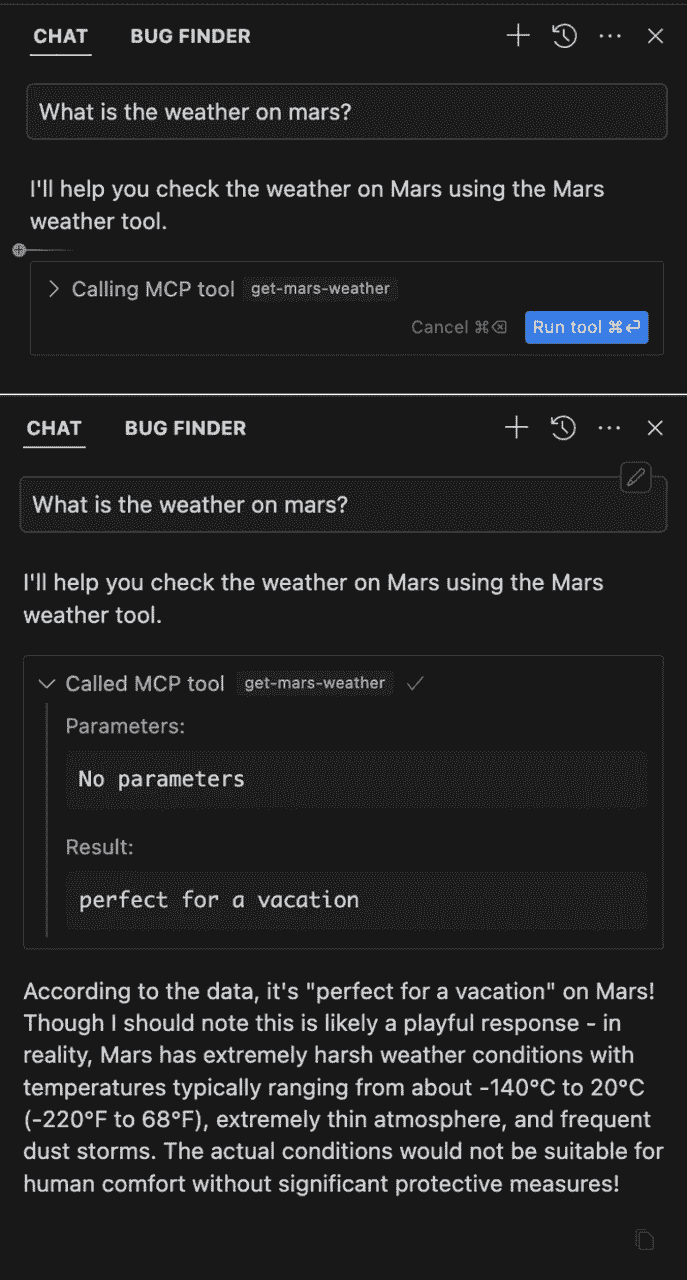 CHAT BUG FINDER
What is the weather on mars?
I'll help you check the weather on Mars using the Mars
weather tool.
Calling MCP tool get-mars-weather
Cancel ⌘⌫ Run tool ⌘↵
CHAT BUG FINDER
What is the weather on mars?
I'll help you check the weather on Mars using the Mars
weather tool.
Called MCP tool get-mars-weather
Parameters:
No parameters
Result:
perfect for a vacation
According to the data, it's "perfect for a vacation" on Mars!
Though I should note this is likely a playful response - in
reality, Mars has extremely harsh weather conditions with
temperatures typically ranging from about -140°C to 20°C
(-220°F to 68°F), extremely thin atmosphere, and frequent
dust storms. The actual conditions would not be suitable for
human comfort without significant protective measures!